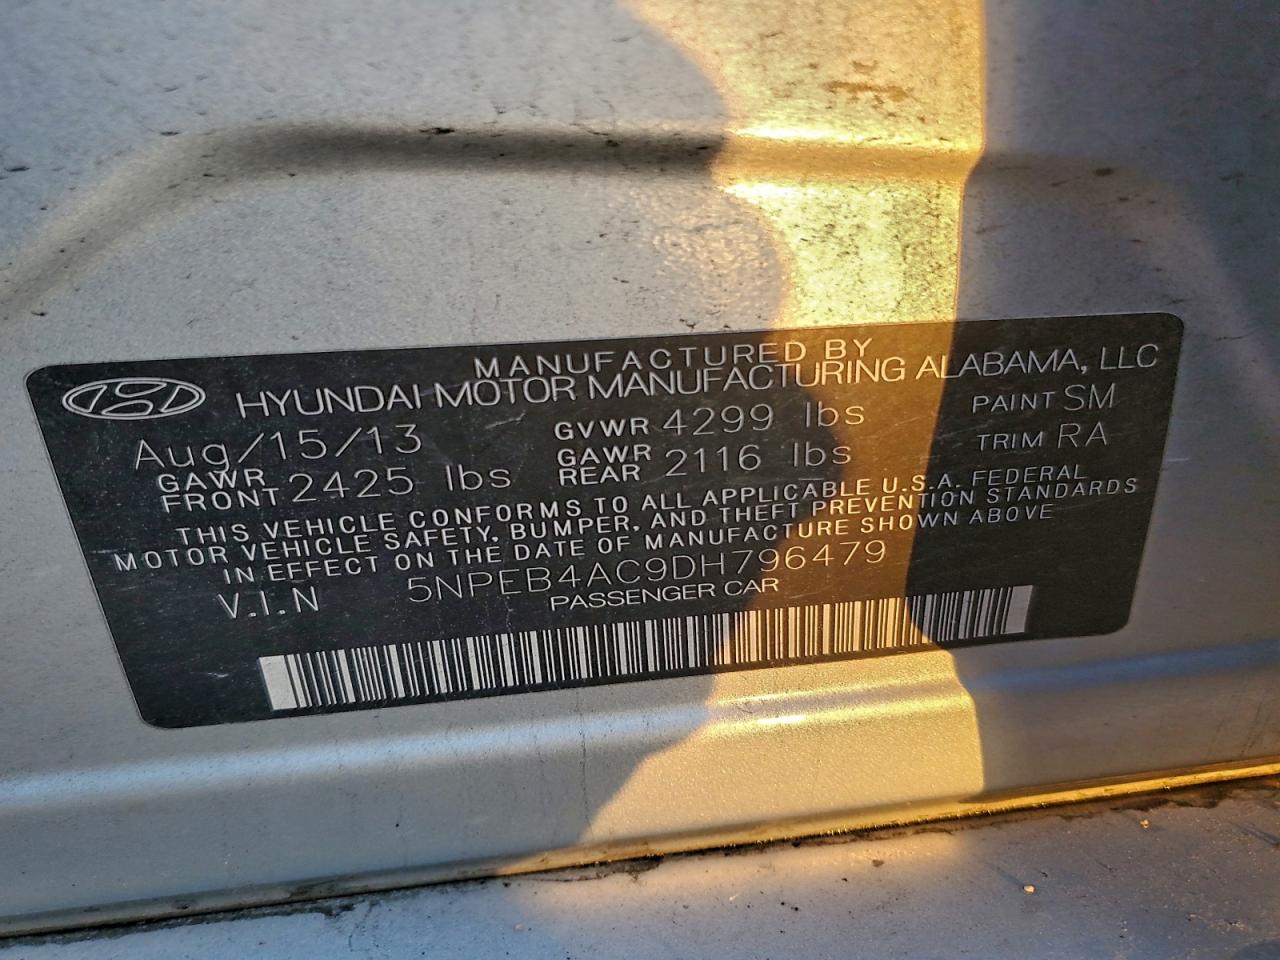 MANUFACTURED BY
HYUNDAI MOTOR MANUFACTURING ALABAMA, LLC
Aug/15/13 GVWR 4299 lbs PAINT SM
GAWR FRONT 2425 lbs GAWR REAR 2116 lbs TRIM RA
THIS VEHICLE CONFORMS TO ALL APPLICABLE U.S.A. FEDERAL
MOTOR VEHICLE SAFETY, BUMPER, AND THEFT PREVENTION STANDARDS
IN EFFECT ON THE DATE OF MANUFACTURE SHOWN ABOVE
V.I.N 5NPEB4AC9DH796479
PASSENGER CAR